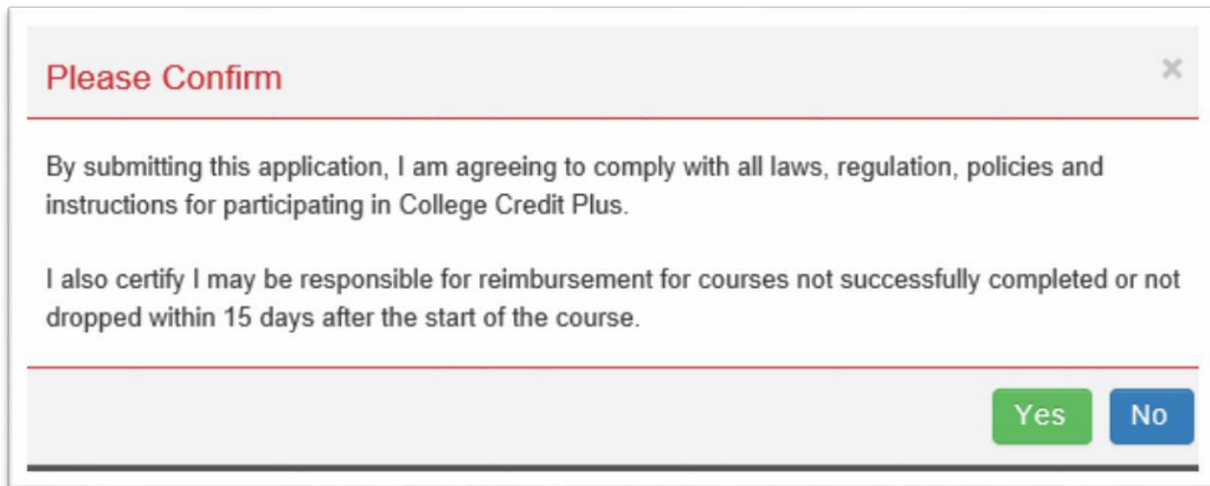 Please Confirm
×
By submitting this application, I am agreeing to comply with all laws, regulation, policies and
instructions for participating in College Credit Plus.
I also certify I may be responsible for reimbursement for courses not successfully completed or not
dropped within 15 days after the start of the course.
Yes No